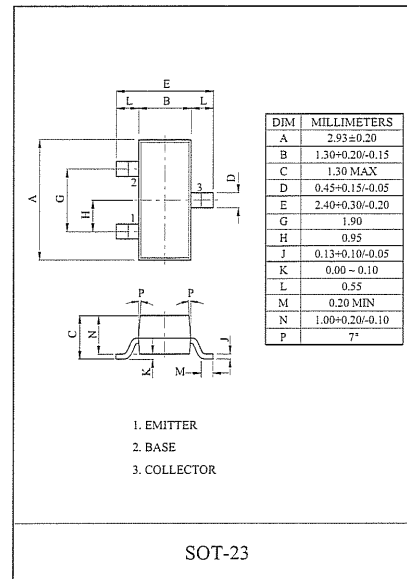 E
L B L
A
G
H
2
1
3
D
DIM MILLIMETERS
A 2.93±0.20
B 1.30+0.20/-0.15
C 1.30 MAX
D 0.45+0.15/-0.05
E 2.40+0.30/-0.20
G 1.90
H 0.95
J 0.13+0.10/-0.05
K 0.00 ~ 0.10
L 0.55
M 0.20 MIN
N 1.00+0.20/-0.10
P 7°
P P
C
N
K
M
J
1. EMITTER
2. BASE
3. COLLECTOR
SOT-23